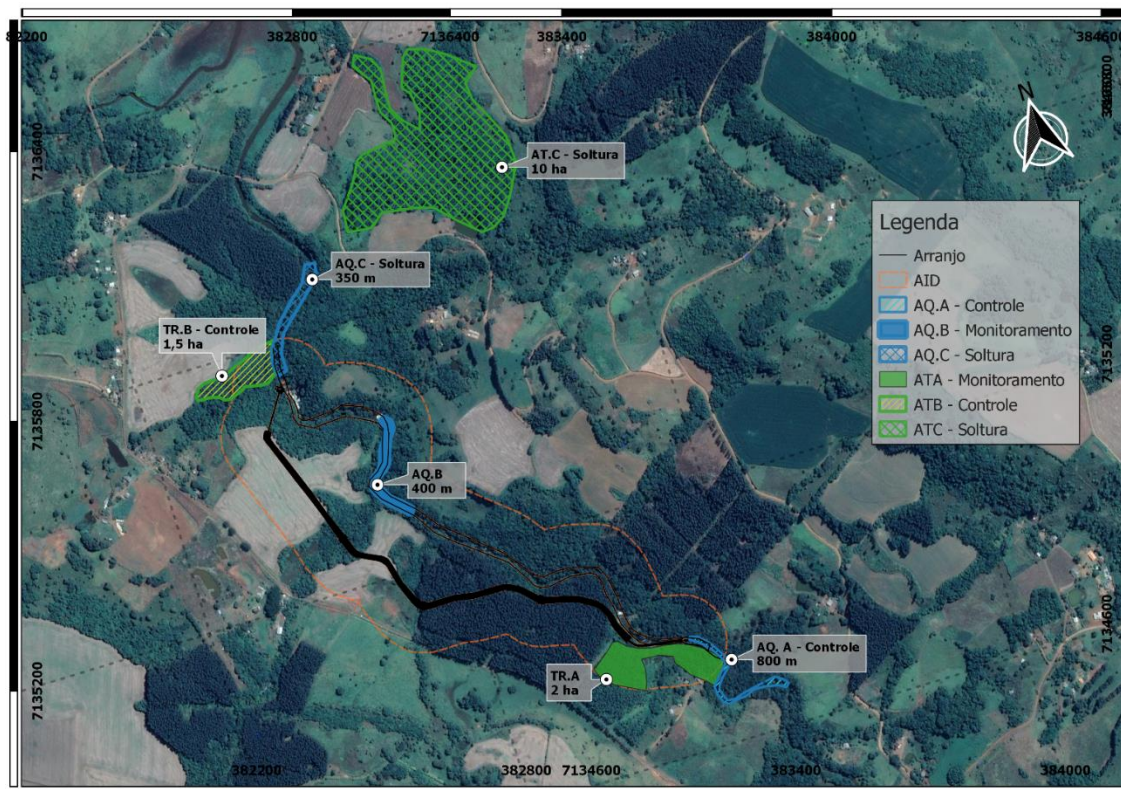 82200
382800
7136400
383400
384000
384600
N
7136400
AT.C - Soltura
10 ha
Legenda
Arranjo
AID
AQ.A - Controle
AQ.B - Monitoramento
AQ.C - Soltura
ATA - Monitoramento
ATB - Controle
ATC - Soltura
AQ.C - Soltura
350 m
TR.B - Controle
1,5 ha
7135200
7135800
AQ.B
400 m
7134600
AQ. A - Controle
800 m
TR.A
2 ha
7135200
382200
382800
7134600
383400
384000